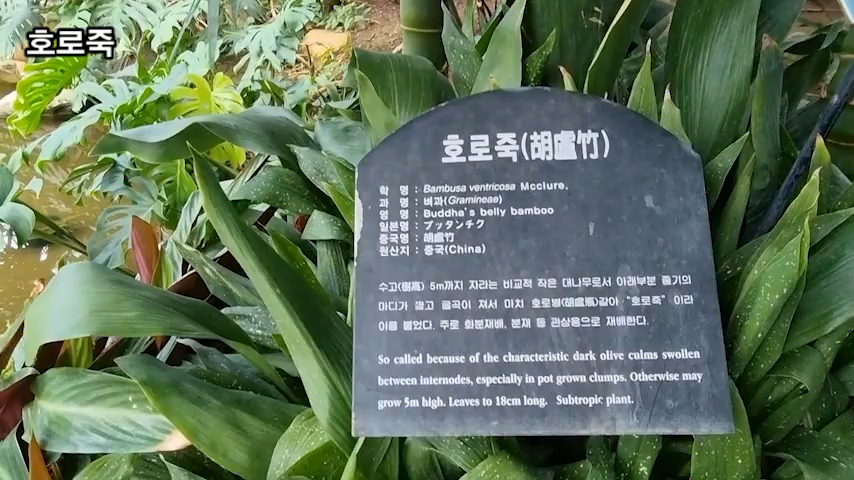 호로죽
호로죽(胡盧竹)
학 명 : Bambusa ventricosa Mcclure.
과 명 : 벼과(Gramineae)
영 명 : Buddha's belly bamboo
일본명 : ブッタンチク
중국명 : 胡盧竹
원산지 : 중국(China)
수고(樹高) 5m까지 자라는 비교적 작은 대나무로서 아래부분 줄기의
마디가 짧고 굴곡이 져서 마치 호로병(胡盧甁)같아 "호로죽" 이라
이름 붙었다. 주로 화분재배, 분재 등 관상용으로 재배한다.
So called because of the characteristic dark olive culms swollen
between internodes, especially in pot grown clumps. Otherwise may
grow 5m high. Leaves to 18cm long. Subtropic plant.